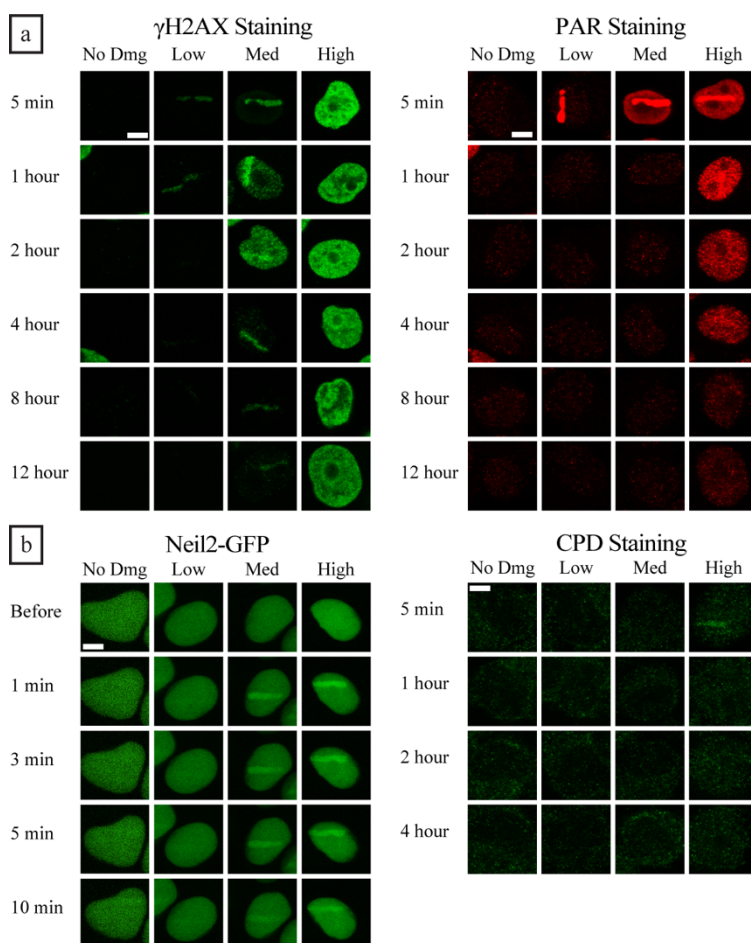 a
γH2AX Staining
No Dmg Low Med High
5 min
1 hour
2 hour
4 hour
8 hour
12 hour
PAR Staining
No Dmg Low Med High
5 min
1 hour
2 hour
4 hour
8 hour
12 hour
b
Neil2-GFP
No Dmg Low Med High
Before
1 min
3 min
5 min
10 min
CPD Staining
No Dmg Low Med High
5 min
1 hour
2 hour
4 hour